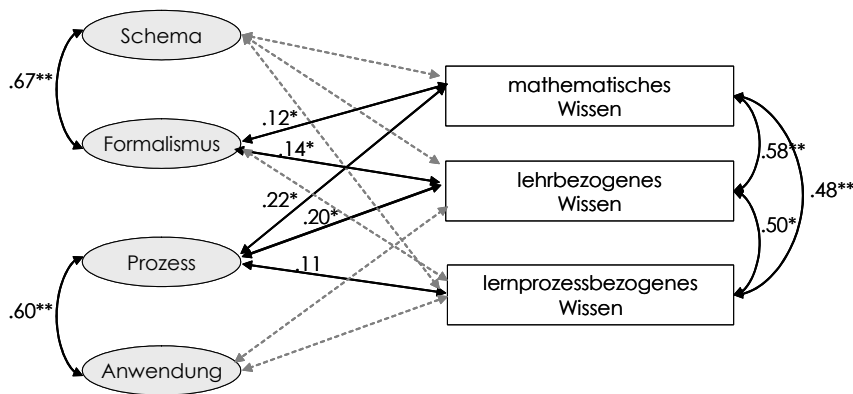 Schema
mathematisches
Wissen
.67**
.12*
Formalismus
.14*
.58**
lehrbezogenes
Wissen
.48**
.22*
.20*
.50*
Prozess
.11
lernprozessbezogenes
Wissen
.60**
Anwendung